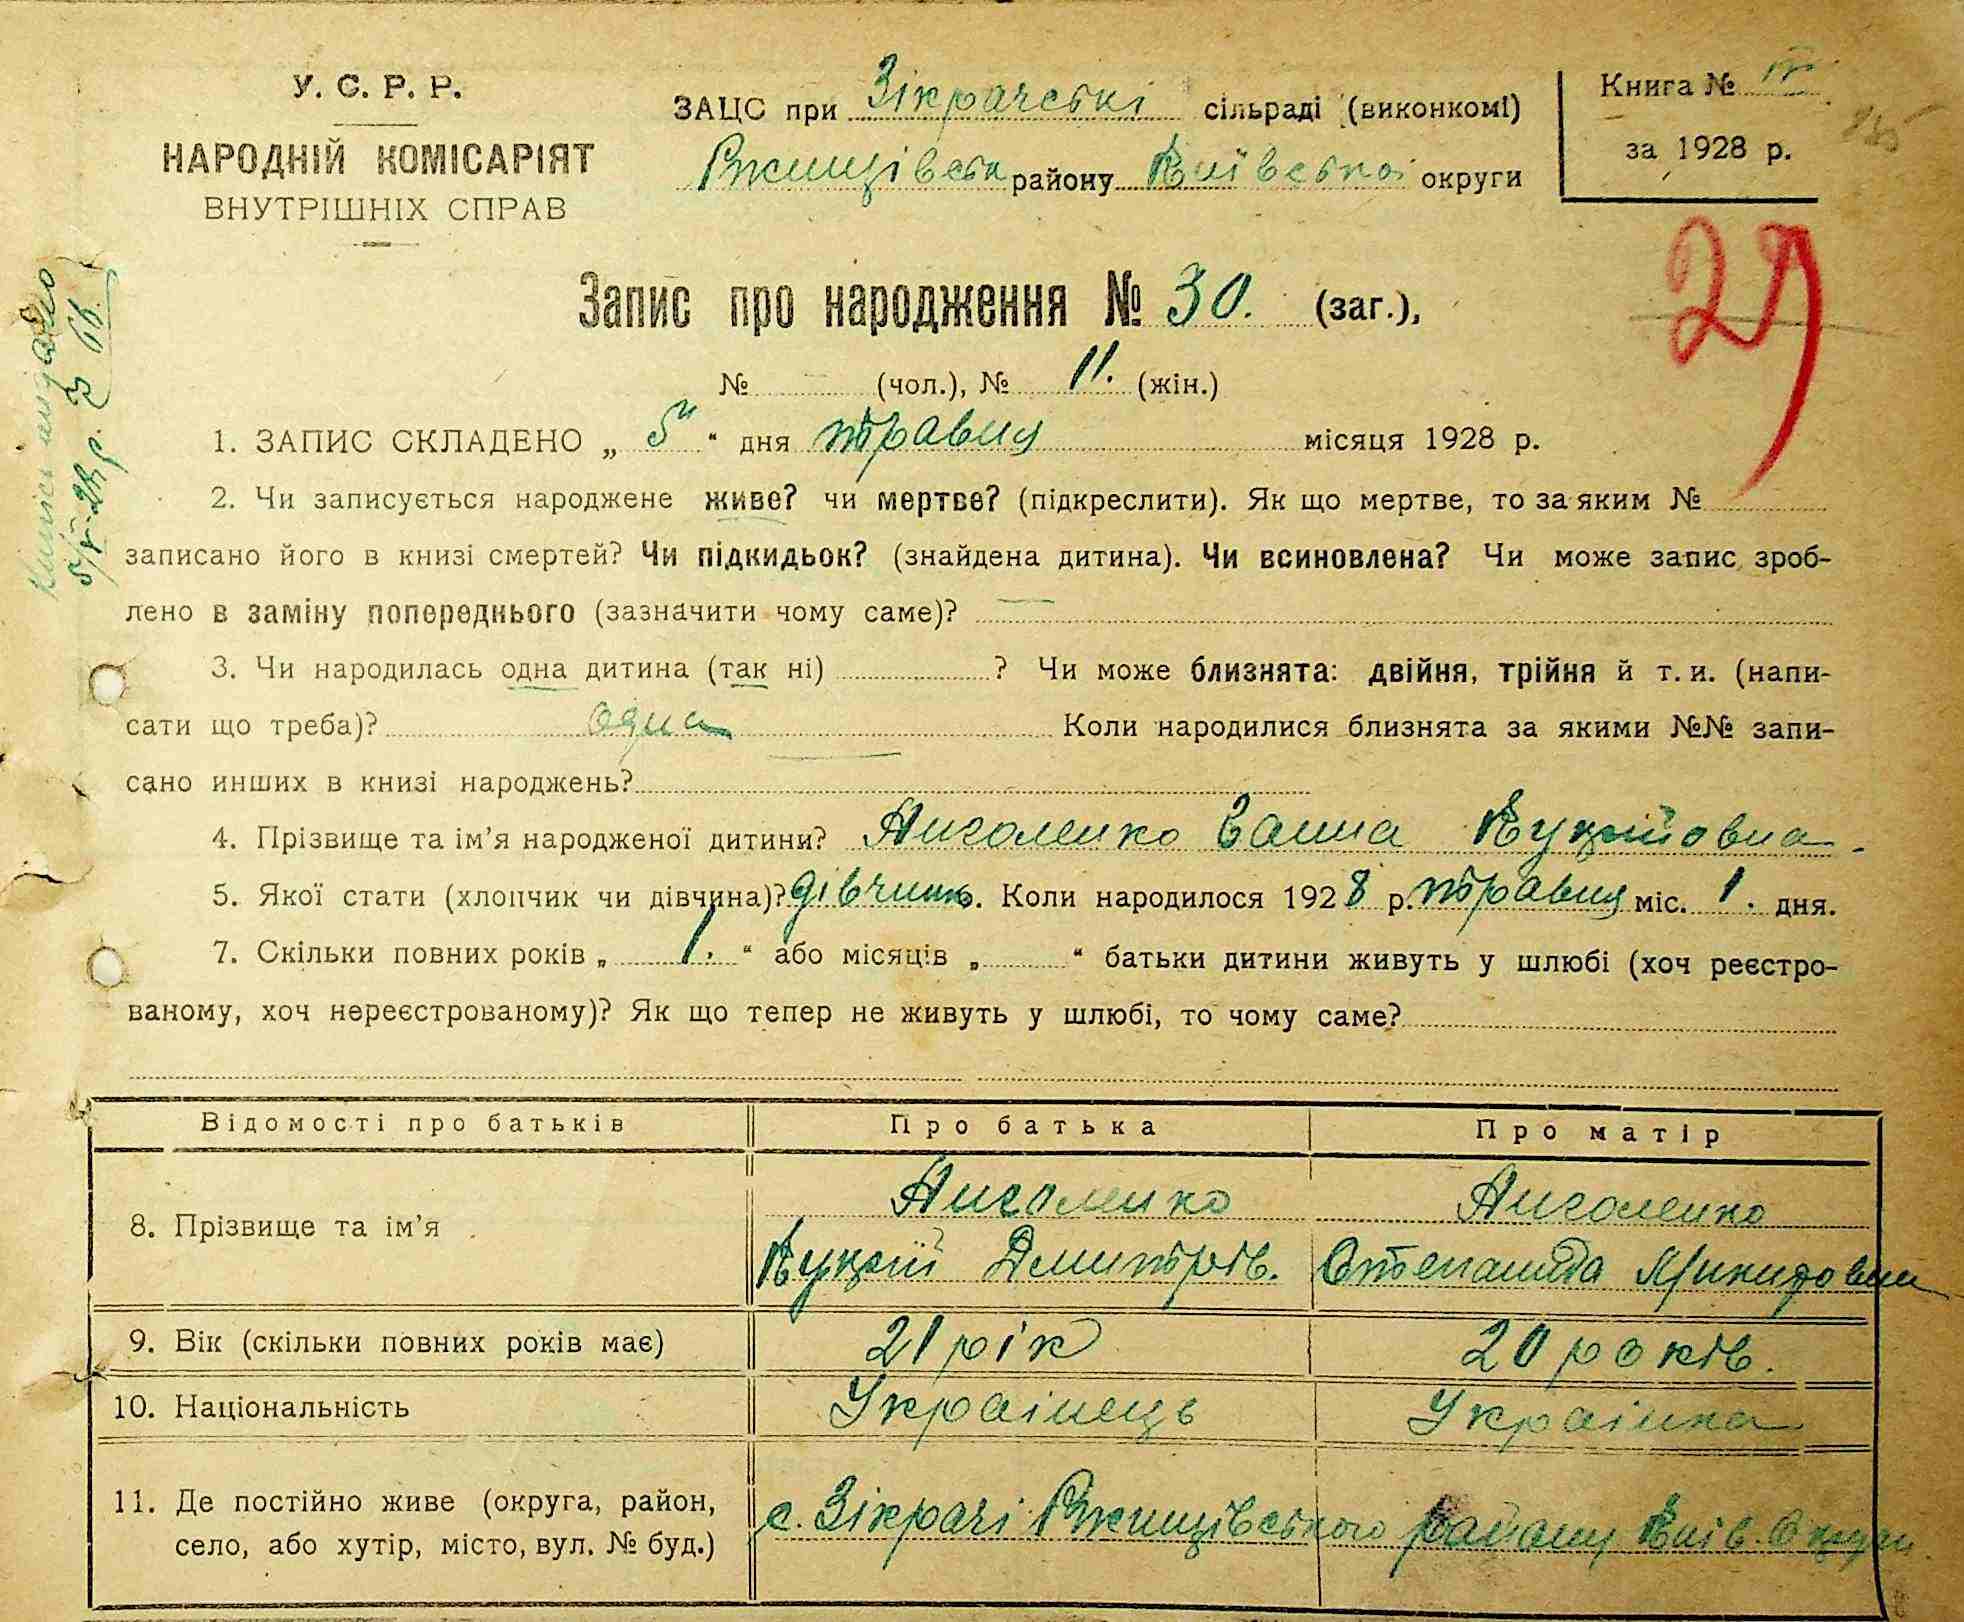 У. С. Р. Р.
НАРОДНІЙ КОМІСАРІЯТ
ВНУТРІШНІХ СПРАВ
ЗАЦС при Зікрачські сільраді (виконкомі)
Ржищівськ району Київської округи
Книга №
за 1928 р.
29
Запис про народження № 30. (заг.),
№ (чол.), № 11. (жін.)
1. ЗАПИС СКЛАДЕНО „ 5 “ дня травня місяця 1928 р.
2. Чи записується народжене живе? чи мертве? (підкреслити). Як що мертве, то за яким №
записано його в книзі смертей? Чи підкидьок? (знайдена дитина). Чи всиновлена? Чи може запис зроб-
лено в заміну попереднього (зазначити чому саме)?
3. Чи народилась одна дитина (так ні) ? Чи може близнята: двійня, трійня й т. и. (напи-
сати що треба)? одна Коли народилися близнята за якими №№ запи-
сано инших в книзі народжень?
4. Прізвище та ім’я народженої дитини? Ганна
5. Якої стати (хлопчик чи дівчина)? дівчин. Коли народилося 1928 р. травня міс. 1. дня.
7. Скільки повних років „ 1. “ або місяців „ “ батьки дитини живуть у шлюбі (хоч реєстро-
ваному, хоч нереєстрованому)? Як що тепер не живуть у шлюбі, то чому саме?
Відомості про батьків Про батька Про матір
8. Прізвище та ім’я
Дмитрів. Степанида Микитовна
9. Вік (скільки повних років має) 21 рік 20 років.
10. Національність Українець Українка
11. Де постійно живе (округа, район,
село, або хутір, місто, вул. № буд.) с. Зікрачі Ржищівського району Київ. Округи